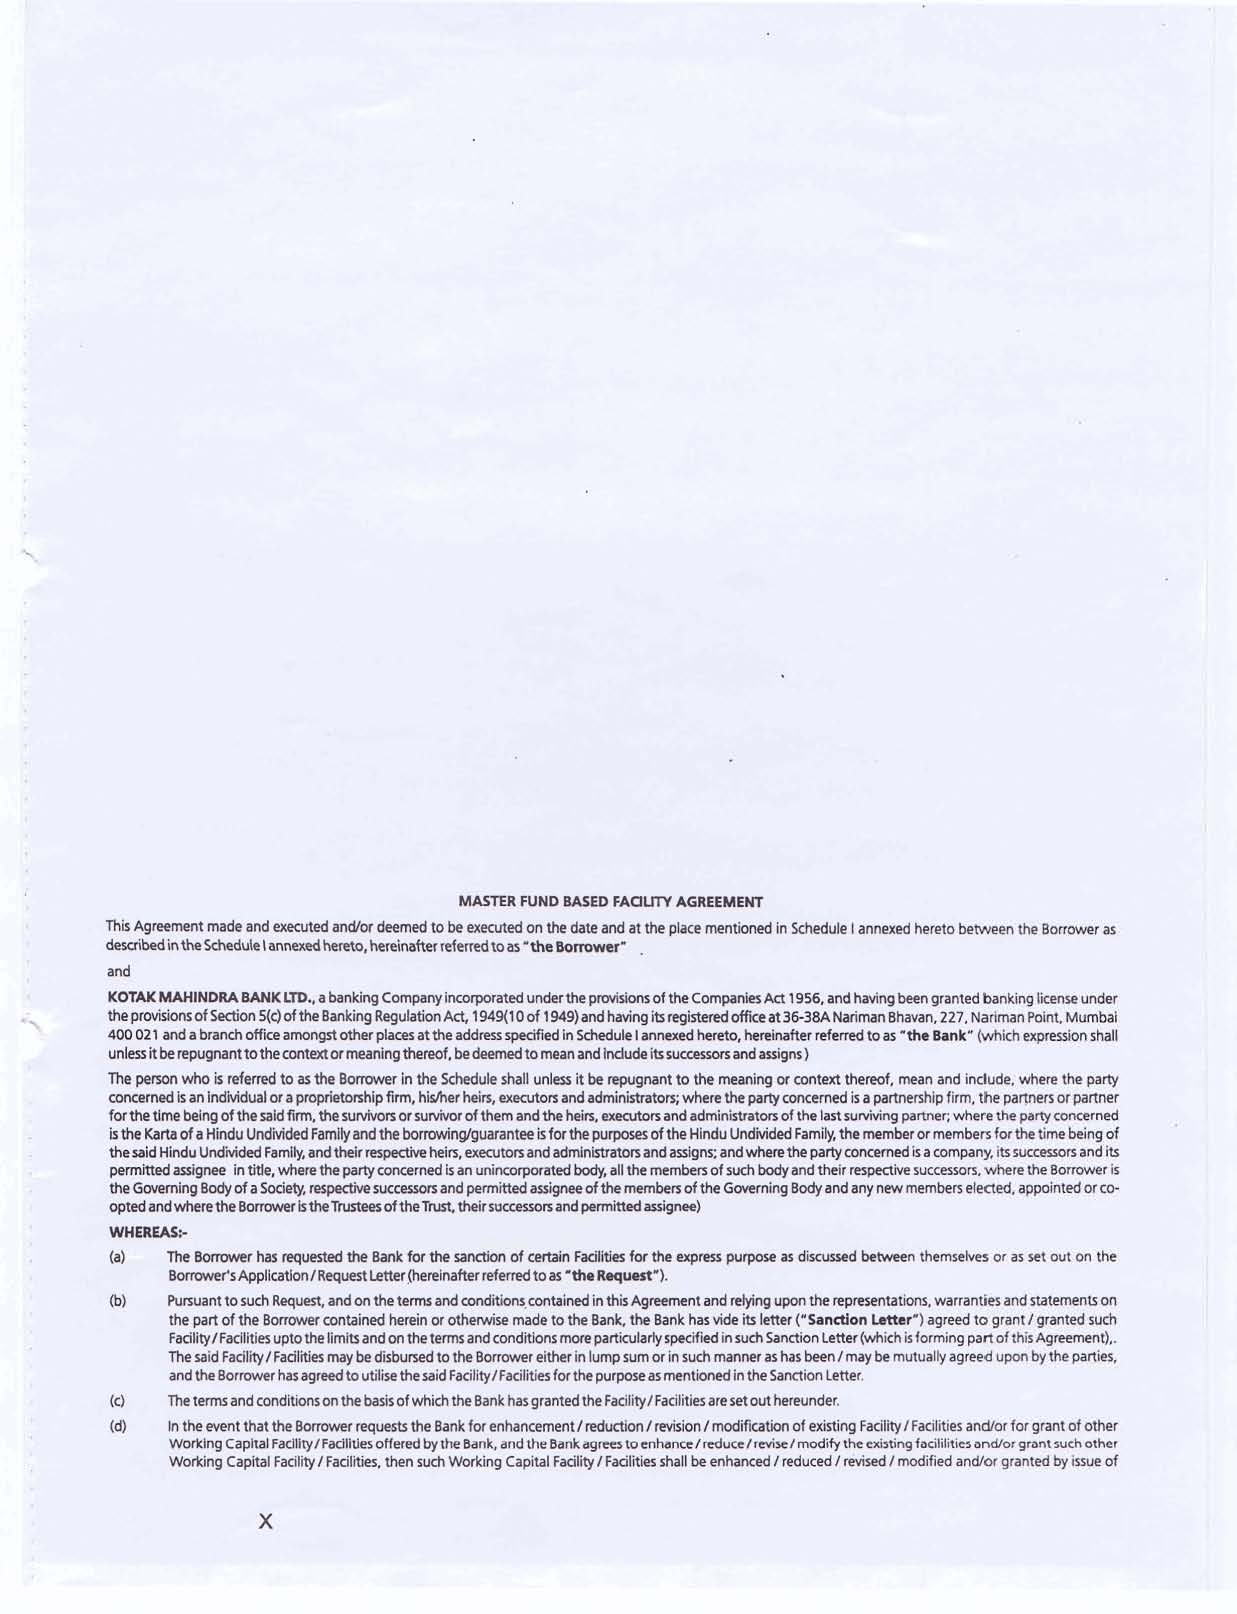 MASTER FUND BASED FACILITY AGREEMENT
This Agreement made and executed and/or deemed to be executed on the date and at the place mentioned in Schedule I annexed hereto between the Borrower as
described in the Schedule I annexed hereto, hereinafter referred to as "the Borrower"
and
KOTAK MAHINDRA BANK LTD., a banking Company incorporated under the provisions of the Companies Act 1956, and having been granted banking license under
the provisions of Section 5(c) of the Banking Regulation Act, 1949(10 of 1949) and having its registered office at 36-38A Nariman Bhavan, 227, Nariman Point, Mumbai
400 021 and a branch office amongst other places at the address specified in Schedule I annexed hereto, hereinafter referred to as "the Bank" (which expression shall
unless it be repugnant to the context or meaning thereof, be deemed to mean and include its successors and assigns)
The person who is referred to as the Borrower in the Schedule shall unless it be repugnant to the meaning or context thereof, mean and include, where the party
concerned is an individual or a proprietorship firm, his/her heirs, executors and administrators; where the party concerned is a partnership firm, the partners or partner
for the time being of the said firm, the survivors or survivor of them and the heirs, executors and administrators of the last surviving partner; where the party concerned
is the Karta of a Hindu Undivided Family and the borrowing/guarantee is for the purposes of the Hindu Undivided Family, the member or members for the time being of
the said Hindu Undivided Family, and their respective heirs, executors and administrators and assigns; and where the party concerned is a company, its successors and its
permitted assignee in title, where the party concerned is an unincorporated body, all the members of such body and their respective successors, where the Borrower is
the Governing Body of a Society, respective successors and permitted assignee of the members of the Governing Body and any new members elected, appointed or co-
opted and where the Borrower is the Trustees of the Trust, their successors and permitted assignee)
WHEREAS:-
(a) The Borrower has requested the Bank for the sanction of certain Facilities for the express purpose as discussed between themselves or as set out on the
Borrower's Application / Request Letter (hereinafter referred to as "the Request").
(b) Pursuant to such Request, and on the terms and conditions contained in this Agreement and relying upon the representations, warranties and statements on
the part of the Borrower contained herein or otherwise made to the Bank, the Bank has vide its letter ("Sanction Letter") agreed to grant / granted such
Facility / Facilities upto the limits and on the terms and conditions more particularly specified in such Sanction Letter (which is forming part of this Agreement),.
The said Facility / Facilities may be disbursed to the Borrower either in lump sum or in such manner as has been / may be mutually agreed upon by the parties,
and the Borrower has agreed to utilise the said Facility / Facilities for the purpose as mentioned in the Sanction Letter.
(c) The terms and conditions on the basis of which the Bank has granted the Facility / Facilities are set out hereunder.
(d) In the event that the Borrower requests the Bank for enhancement / reduction / revision / modification of existing Facility / Facilities and/or for grant of other
Working Capital Facility / Facilities offered by the Bank, and the Bank agrees to enhance / reduce / revise / modify the existing facililities and/or grant such other
Working Capital Facility / Facilities, then such Working Capital Facility / Facilities shall be enhanced / reduced / revised / modified and/or granted by issue of
X